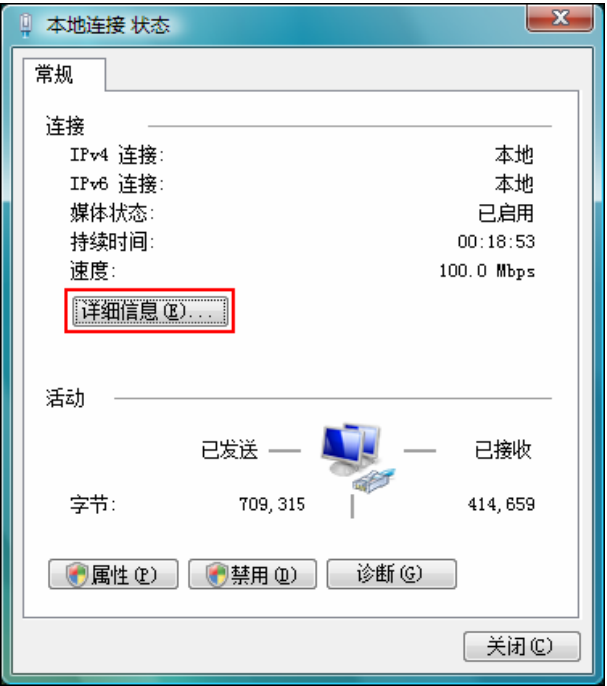 本地连接 状态
常规
连接
IPv4 连接: 本地
IPv6 连接: 本地
媒体状态: 已启用
持续时间: 00:18:53
速度: 100.0 Mbps
详细信息(E)...
活动
已发送 — — 已接收
字节: 709,315 | 414,659
属性(P) 禁用(D) 诊断(G)
关闭(C)